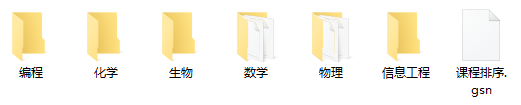 编程 化学 生物 数学 物理 信息工程 课程排序.
gsn